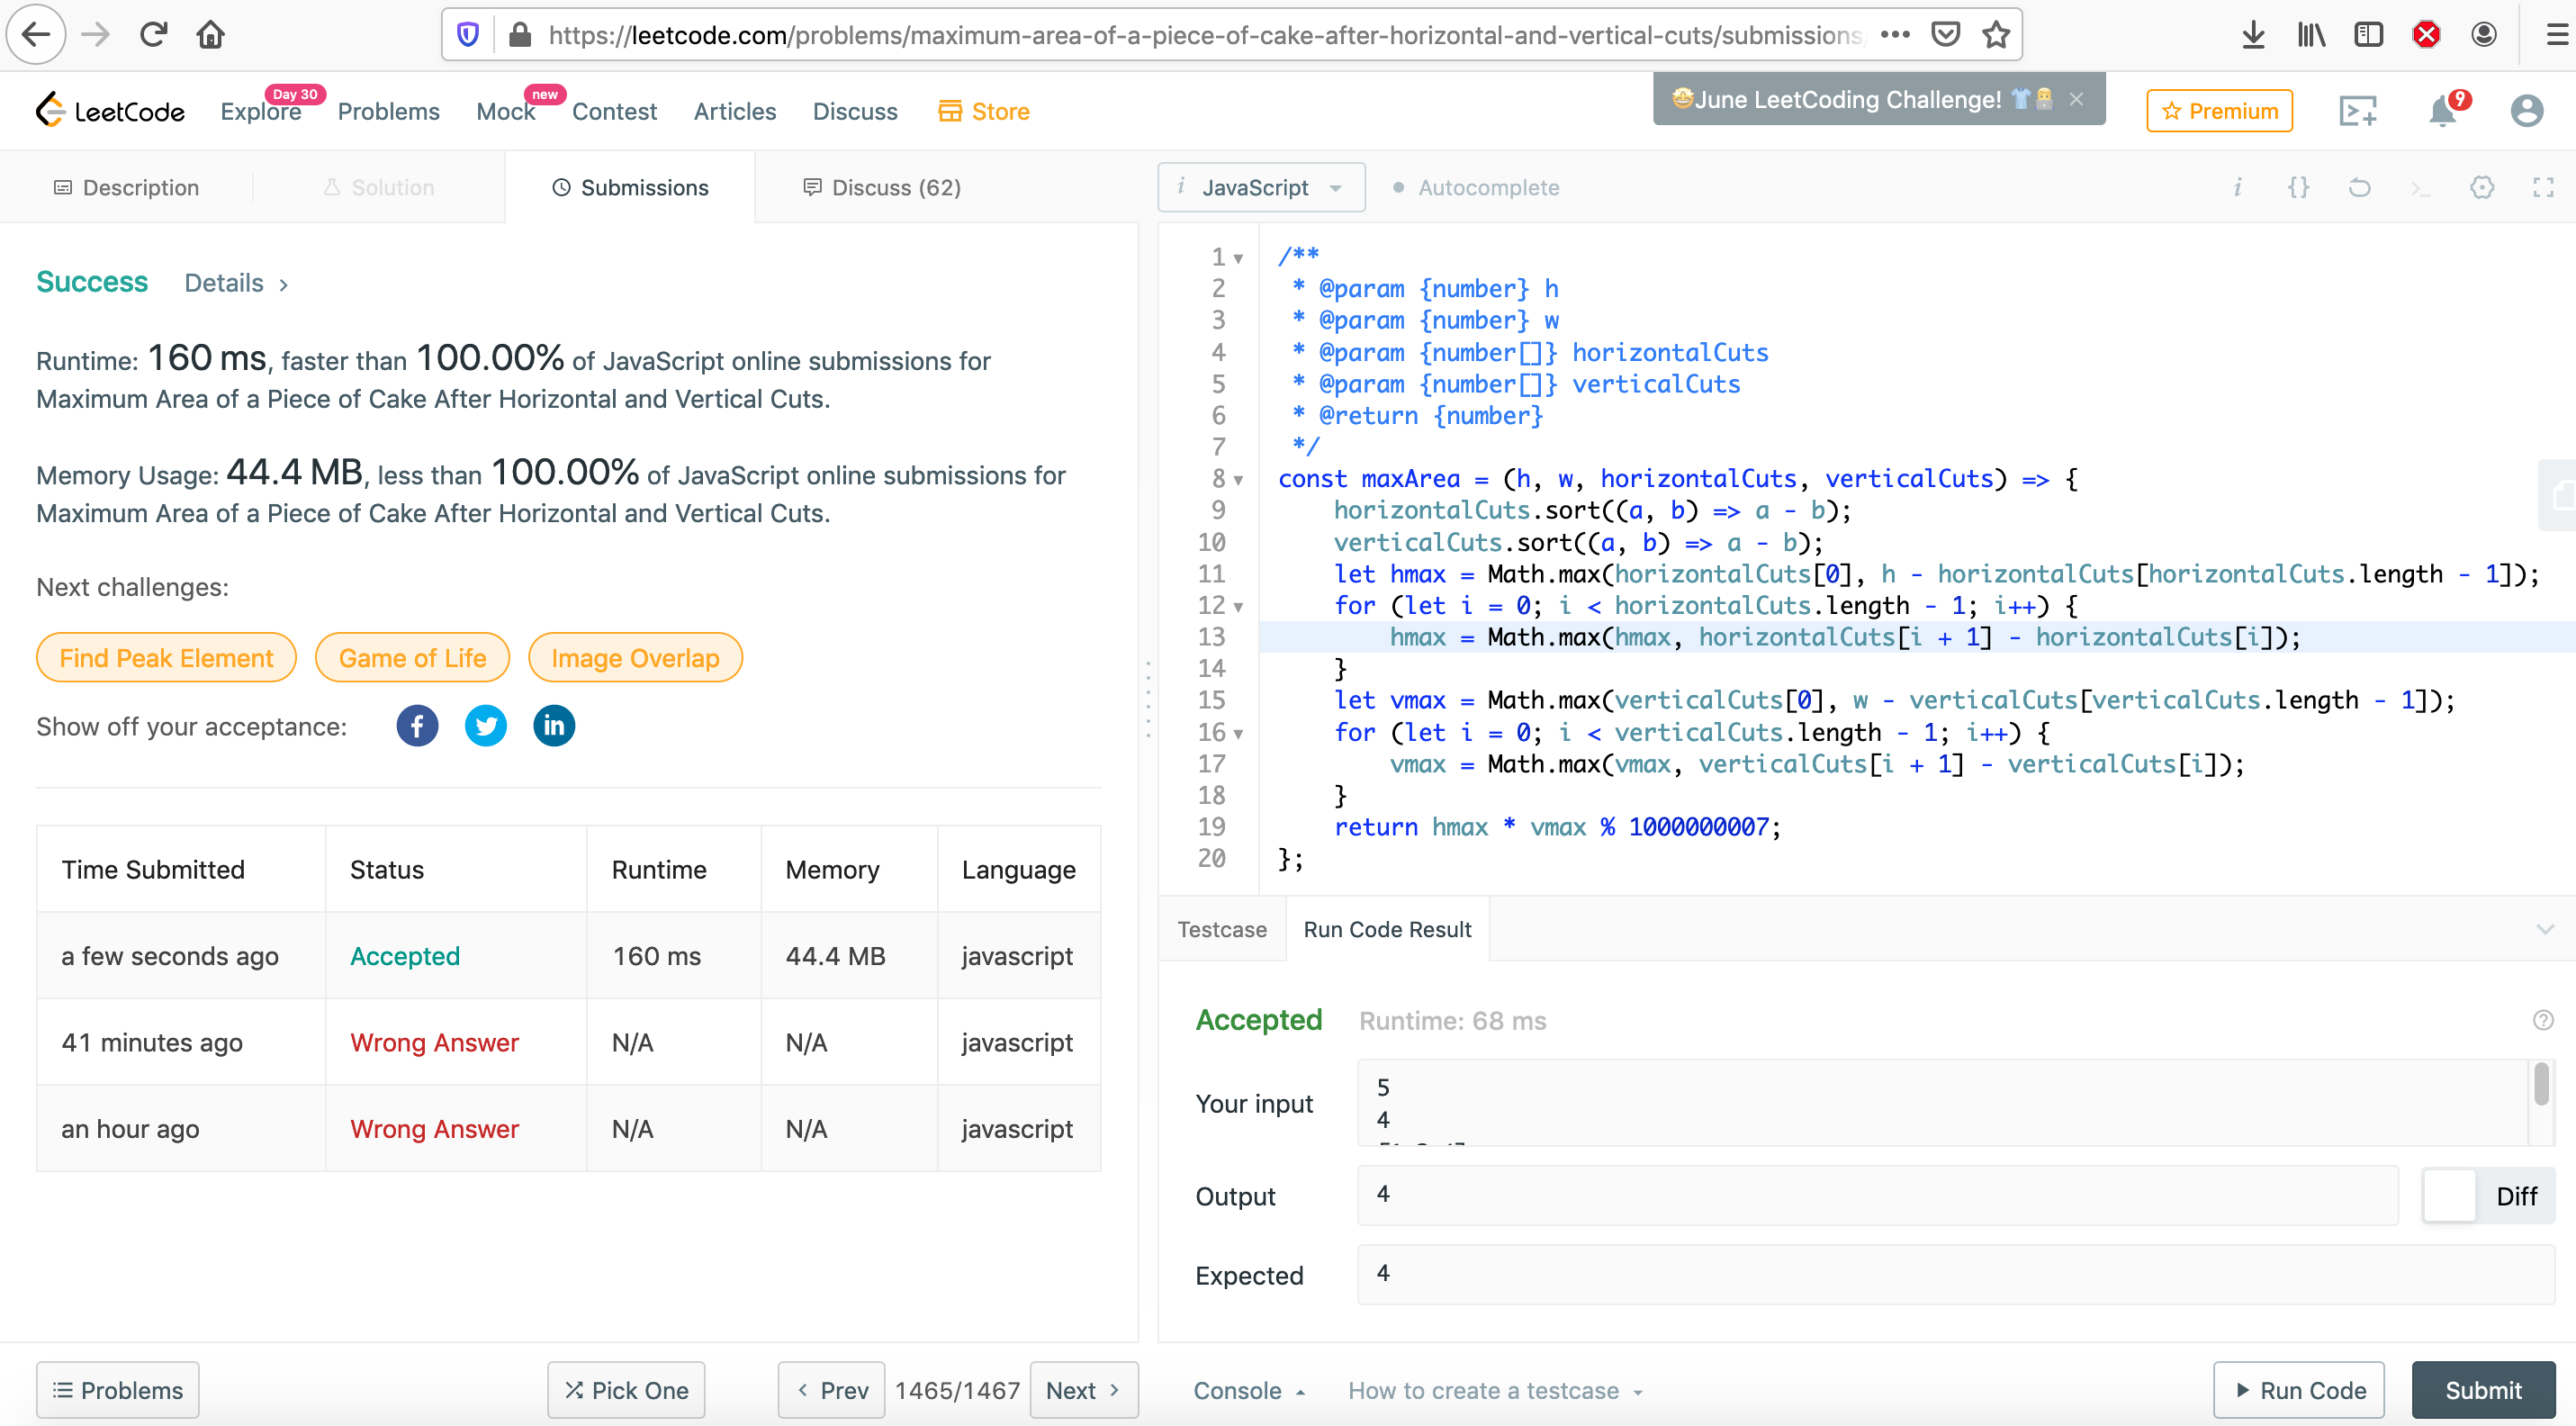 https://leetcode.com/problems/maximum-area-of-a-piece-of-cake-after-horizontal-and-vertical-cuts/submissions
LeetCode
Explore
Day 30
Problems
Mock
new
Contest
Articles
Discuss
Store
🤩June LeetCoding Challenge! 👕👨‍💻 ×
Premium
9
Description
Solution
Submissions
Discuss (62)
i JavaScript
Autocomplete
Success Details >
Runtime: 160 ms, faster than 100.00% of JavaScript online submissions for
Maximum Area of a Piece of Cake After Horizontal and Vertical Cuts.
Memory Usage: 44.4 MB, less than 100.00% of JavaScript online submissions for
Maximum Area of a Piece of Cake After Horizontal and Vertical Cuts.
Next challenges:
Find Peak Element
Game of Life
Image Overlap
Show off your acceptance:
Time Submitted Status Runtime Memory Language
a few seconds ago Accepted 160 ms 44.4 MB javascript
41 minutes ago Wrong Answer N/A N/A javascript
an hour ago Wrong Answer N/A N/A javascript
Problems
Pick One
< Prev
1465/1467
Next >
1 /**
2 * @param {number} h
3 * @param {number} w
4 * @param {number[]} horizontalCuts
5 * @param {number[]} verticalCuts
6 * @return {number}
7 */
8 const maxArea = (h, w, horizontalCuts, verticalCuts) => {
9 horizontalCuts.sort((a, b) => a - b);
10 verticalCuts.sort((a, b) => a - b);
11 let hmax = Math.max(horizontalCuts[0], h - horizontalCuts[horizontalCuts.length - 1]);
12 for (let i = 0; i < horizontalCuts.length - 1; i++) {
13 hmax = Math.max(hmax, horizontalCuts[i + 1] - horizontalCuts[i]);
14 }
15 let vmax = Math.max(verticalCuts[0], w - verticalCuts[verticalCuts.length - 1]);
16 for (let i = 0; i < verticalCuts.length - 1; i++) {
17 vmax = Math.max(vmax, verticalCuts[i + 1] - verticalCuts[i]);
18 }
19 return hmax * vmax % 1000000007;
20 };
Testcase
Run Code Result
Accepted Runtime: 68 ms
Your input
5
4
Output
4
Diff
Expected
4
Console
How to create a testcase
Run Code
Submit